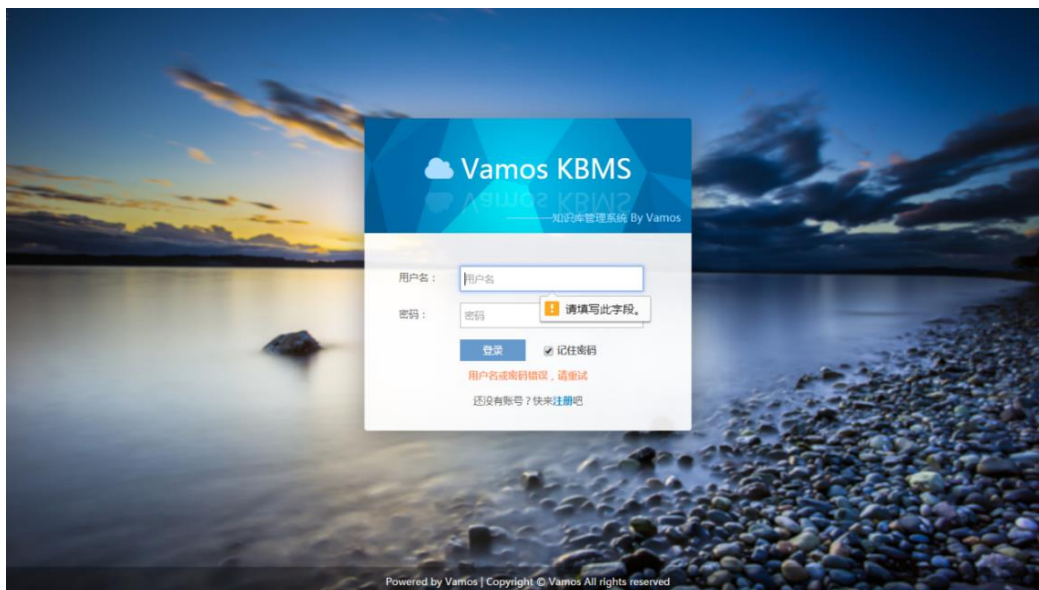 Vamos KBMS
———知识库管理系统 By Vamos
用户名：
用户名
请填写此字段。
密码：
密码
登录
记住密码
用户名或密码错误，请重试
还没有账号？快来注册吧
Powered by Vamos | Copyright © Vamos All rights reserved